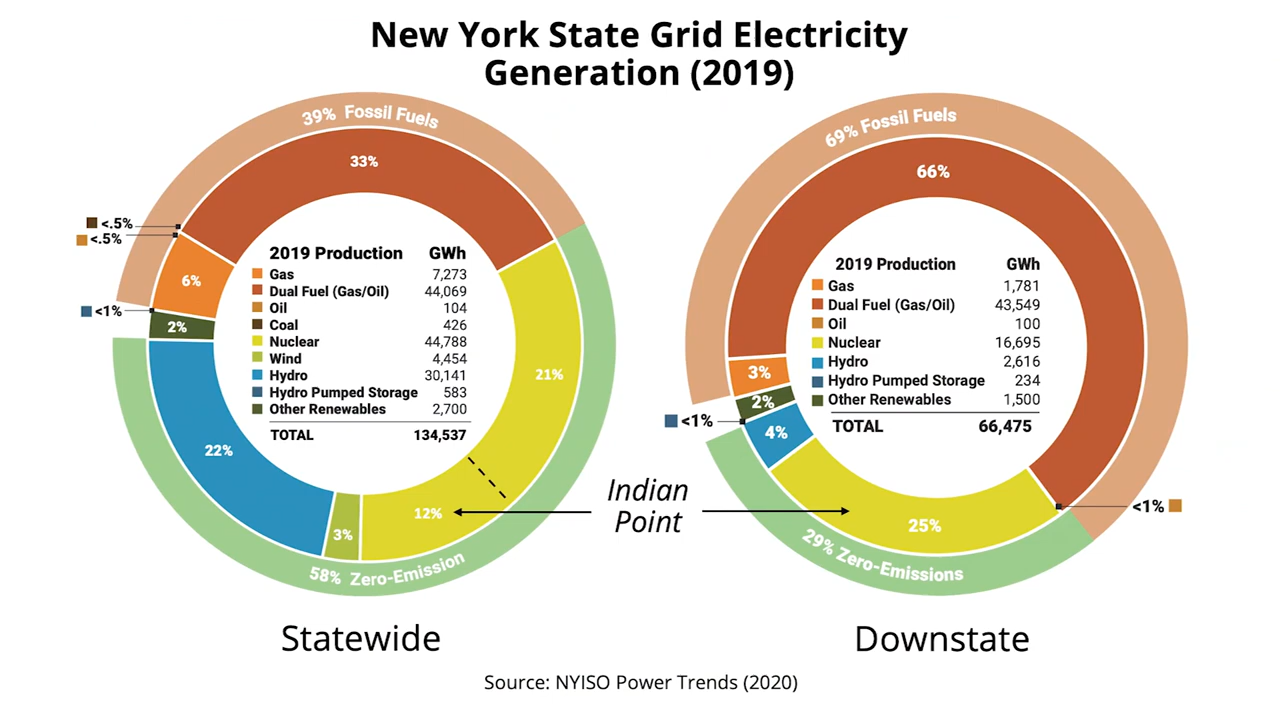 New York State Grid Electricity
Generation (2019)
39% Fossil Fuels
33%
<.5%
<.5%
6%
<1%
2%
22%
3%
12%
21%
58% Zero-Emission
2019 Production GWh
Gas 7,273
Dual Fuel (Gas/Oil) 44,069
Oil 104
Coal 426
Nuclear 44,788
Wind 4,454
Hydro 30,141
Hydro Pumped Storage 583
Other Renewables 2,700
TOTAL 134,537
Statewide
Indian
Point
69% Fossil Fuels
66%
3%
2%
<1%
4%
25%
<1%
29% Zero-Emissions
2019 Production GWh
Gas 1,781
Dual Fuel (Gas/Oil) 43,549
Oil 100
Nuclear 16,695
Hydro 2,616
Hydro Pumped Storage 234
Other Renewables 1,500
TOTAL 66,475
Downstate
Source: NYISO Power Trends (2020)